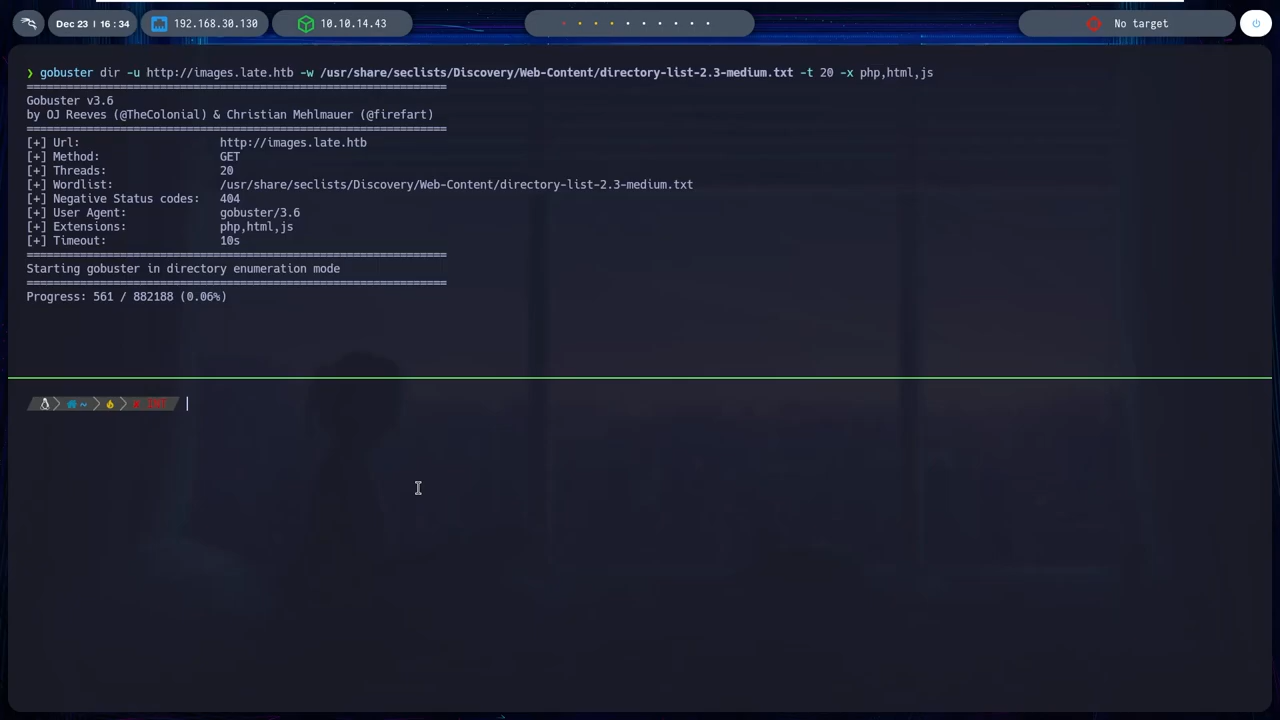 Dec 23 | 16:34
192.168.30.130
10.10.14.43
No target
❯ gobuster dir -u http://images.late.htb -w /usr/share/seclists/Discovery/Web-Content/directory-list-2.3-medium.txt -t 20 -x php,html,js
===============================================================
Gobuster v3.6
by OJ Reeves (@TheColonial) & Christian Mehlmauer (@firefart)
===============================================================
[+] Url:                     http://images.late.htb
[+] Method:                  GET
[+] Threads:                 20
[+] Wordlist:                /usr/share/seclists/Discovery/Web-Content/directory-list-2.3-medium.txt
[+] Negative Status codes:   404
[+] User Agent:              gobuster/3.6
[+] Extensions:              php,html,js
[+] Timeout:                 10s
===============================================================
Starting gobuster in directory enumeration mode
===============================================================
Progress: 561 / 882188 (0.06%)
~